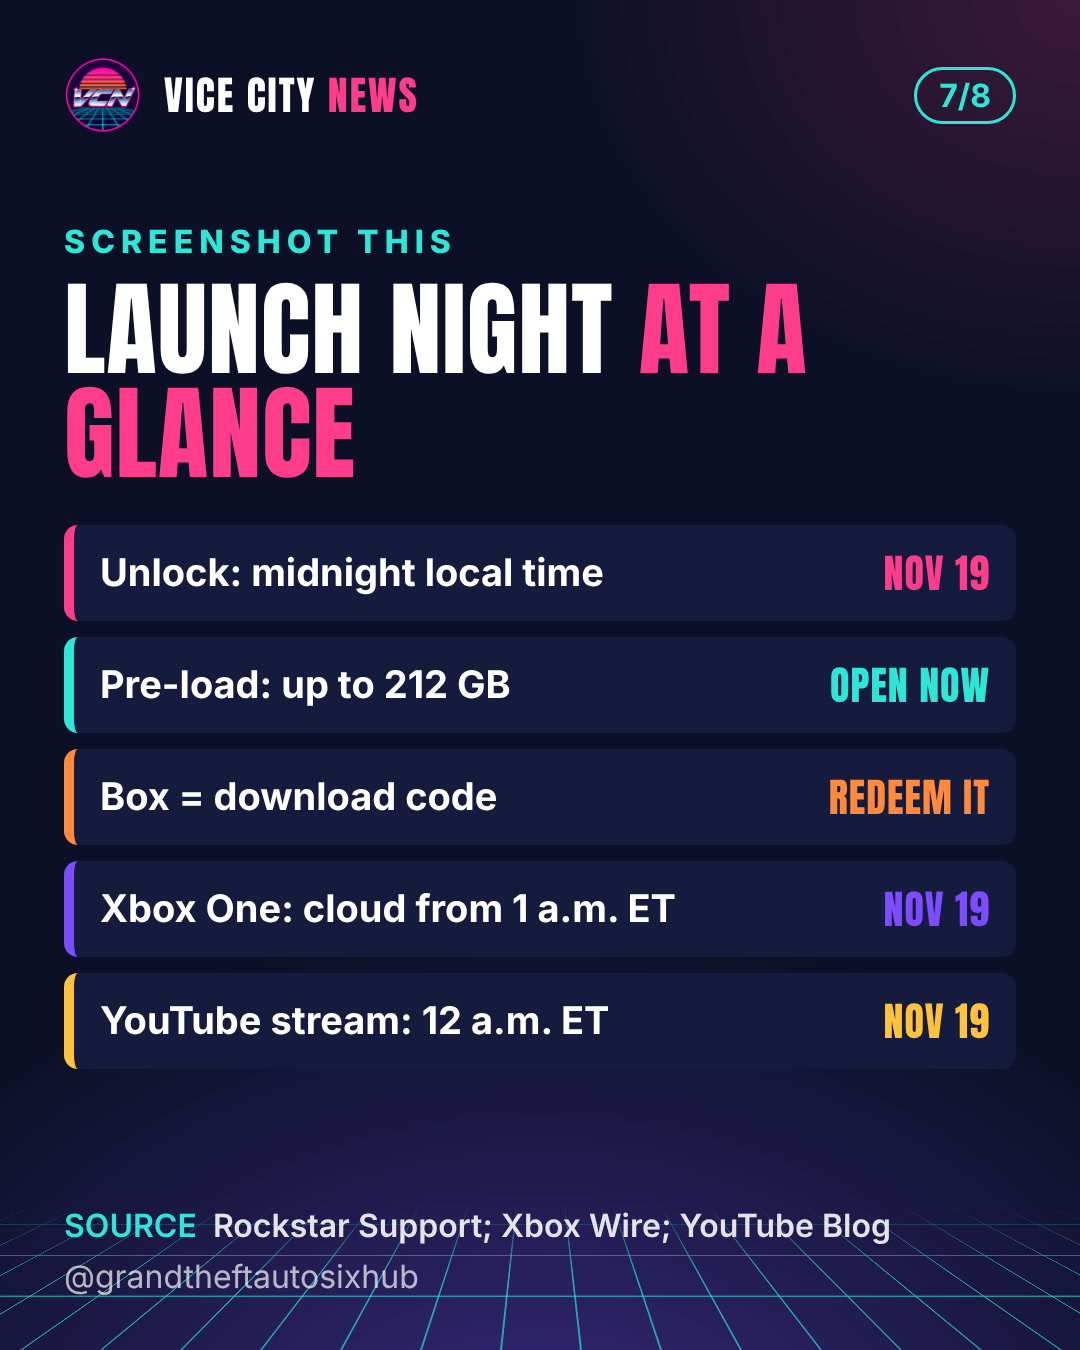 VCN
VICE CITY NEWS
7/8
SCREENSHOT THIS
LAUNCH NIGHT AT A
GLANCE
Unlock: midnight local time
NOV 19
Pre-load: up to 212 GB
OPEN NOW
Box = download code
REDEEM IT
Xbox One: cloud from 1 a.m. ET
NOV 19
YouTube stream: 12 a.m. ET
NOV 19
SOURCE Rockstar Support; Xbox Wire; YouTube Blog
@grandtheftautosixhub